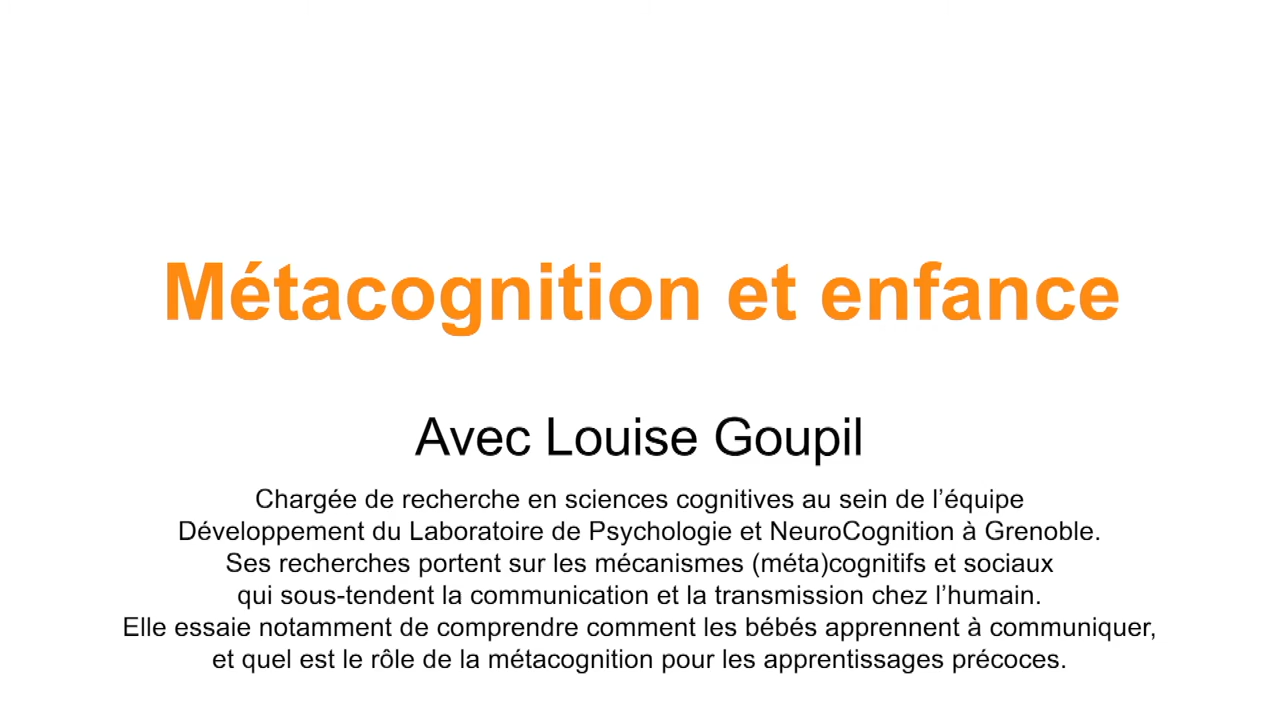 Métacognition et enfance
Avec Louise Goupil
Chargée de recherche en sciences cognitives au sein de l’équipe
Développement du Laboratoire de Psychologie et NeuroCognition à Grenoble.
Ses recherches portent sur les mécanismes (méta)cognitifs et sociaux
qui sous-tendent la communication et la transmission chez l’humain.
Elle essaie notamment de comprendre comment les bébés apprennent à communiquer,
et quel est le rôle de la métacognition pour les apprentissages précoces.